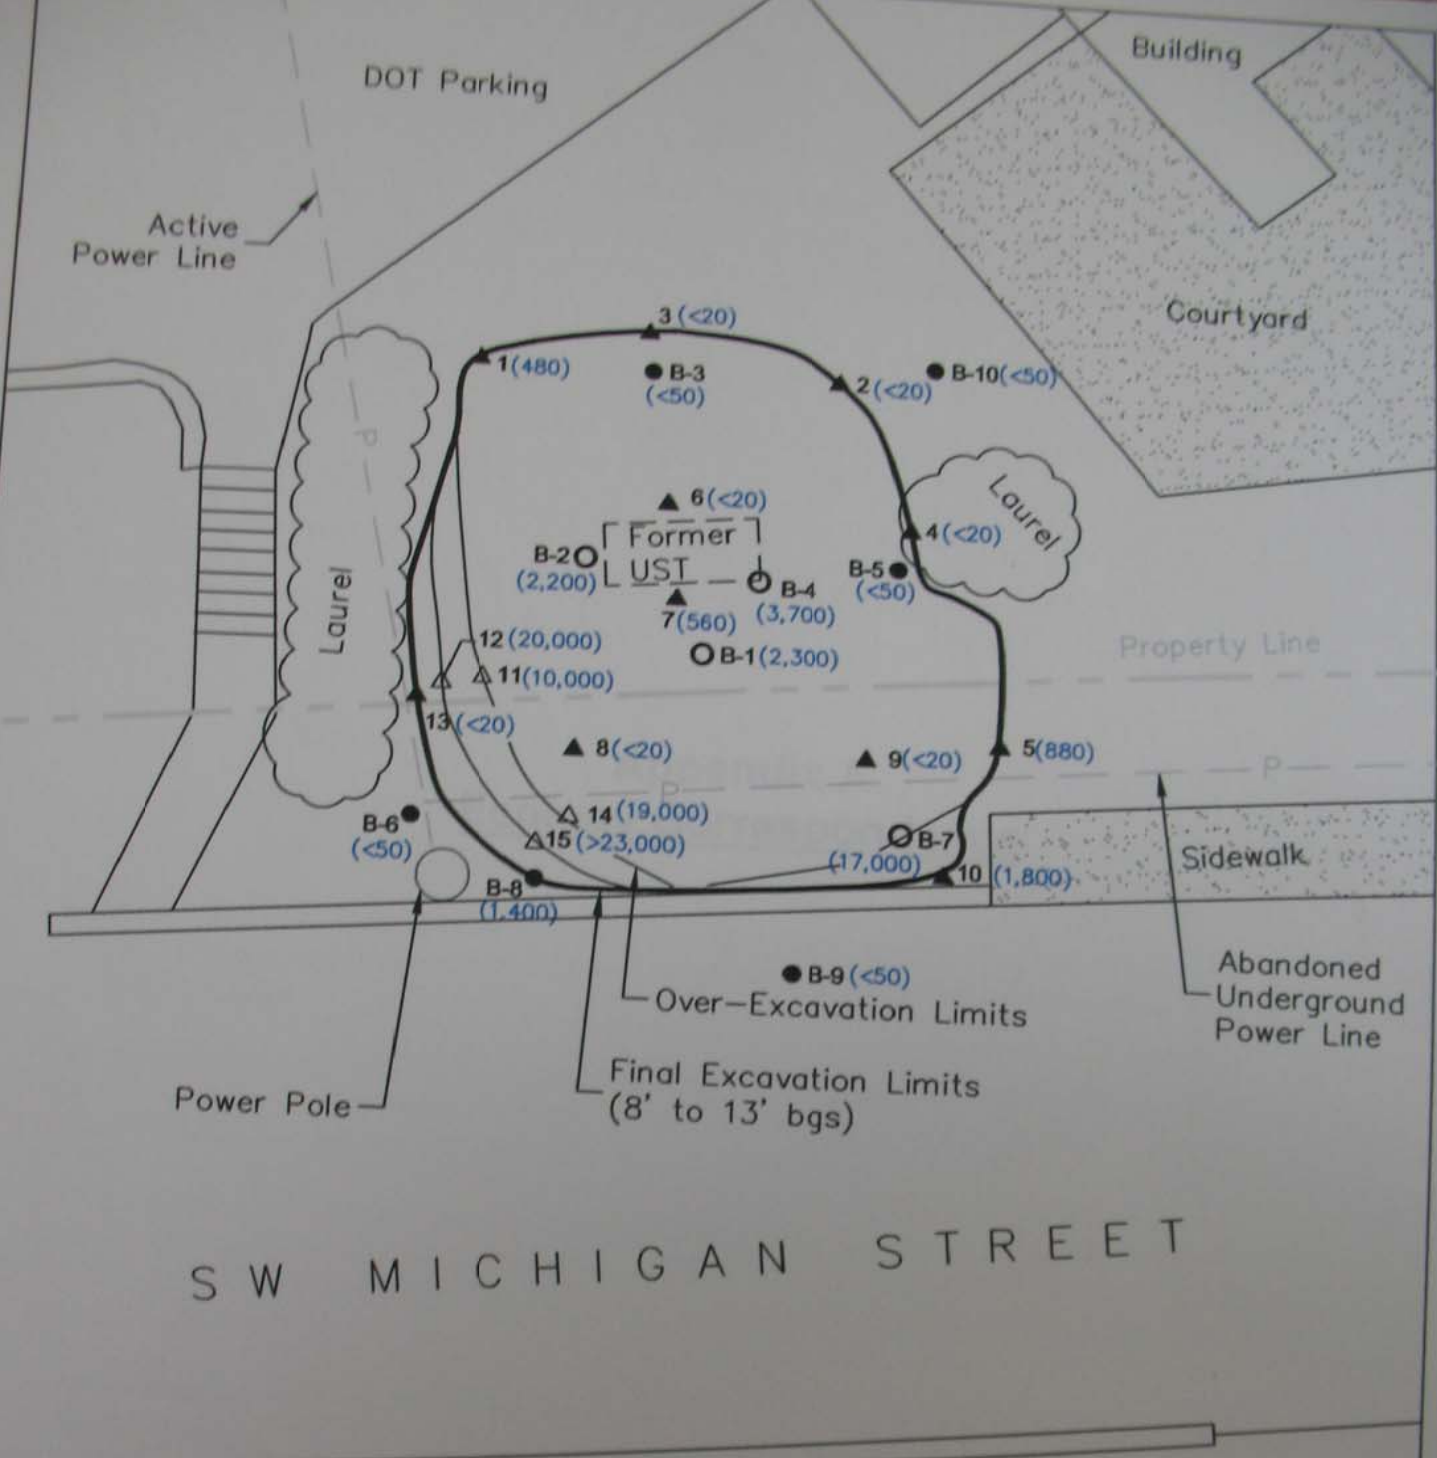 Building
DOT Parking
Active
Power Line
Courtyard
3 (<20)
1 (480)
B-3
(<50)
2 (<20)
B-10 (<50)
P
Laurel
6 (<20)
Former
UST
B-2
(2,200)
4 (<20)
B-5
(<50)
B-4
(3,700)
7 (560)
Laurel
12 (20,000)
11 (10,000)
B-1 (2,300)
Property Line
13 (<20)
8 (<20)
9 (<20)
5 (880)
P
P
14 (19,000)
15 (>23,000)
B-6
(<50)
B-7
(17,000)
Sidewalk
10 (1,800)
B-8
(1,400)
B-9 (<50)
Over-Excavation Limits
Abandoned
Underground
Power Line
Final Excavation Limits
(8' to 13' bgs)
Power Pole
SW MICHIGAN STREET